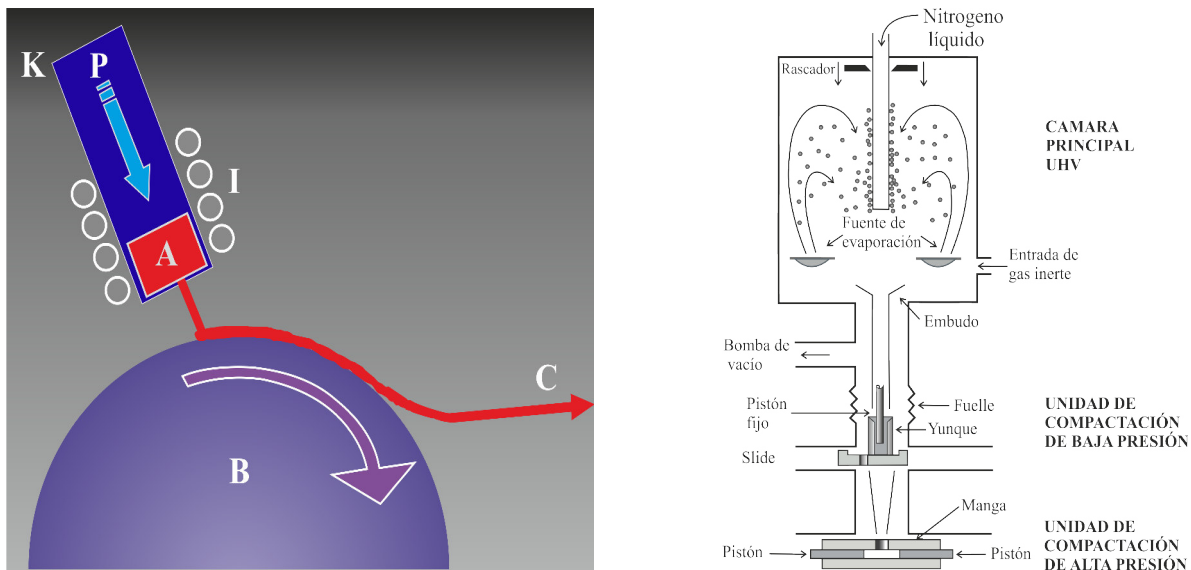 K
P
I
A
B
C
Nitrogeno
líquido
Rascador
CAMARA
PRINCIPAL
UHV
Fuente de
evaporación
Entrada de
gas inerte
Embudo
Bomba de
vacío
Pistón
fijo
Fuelle
Yunque
UNIDAD DE
COMPACTACIÓN
DE BAJA PRESIÓN
Slide
Manga
Pistón
Pistón
UNIDAD DE
COMPACTACIÓN
DE ALTA PRESIÓN